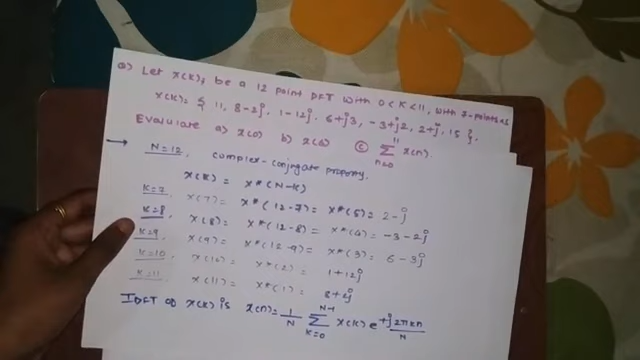 Q) Let x(k), be a 12 point DFT with 0<K<11, with 7-points as
x(k) = { 11, 8-2j, 1-12j, 6+j3, -3+j2, 2+j, 15 }.
Evaluvate a) x(0) b) x(6) c) 11 Σ n=0 x(n).
→ N=12, complex-conjugate property.
x(k) = x*(N-k)
K=7 x(7) = x*(12-7) = x*(5) = 2-j
K=8 x(8) = x*(12-8) = x*(4) = -3-2j
K=9 x(9) = x*(12-9) = x*(3) = 6-3j
K=10 x(10) = x*(2) = 1+12j
K=11 x(11) = x*(1) = 8+2j
IDFT of x(k) is x(n) = 1/N N-1 Σ K=0 x(k) e^+j2πkn/N